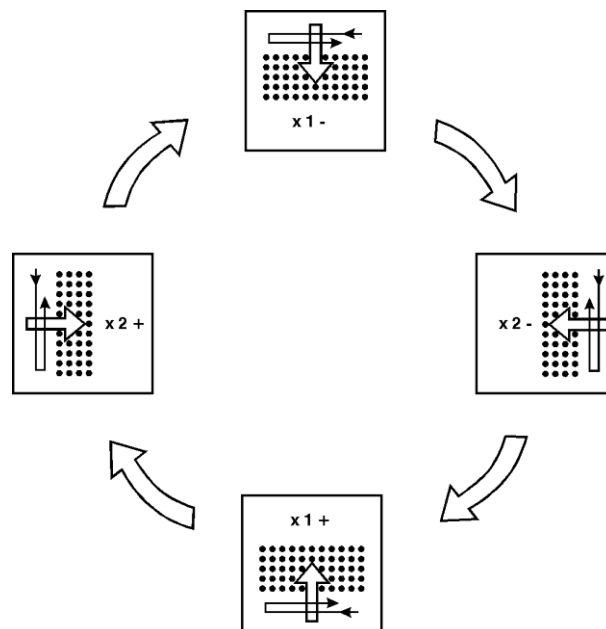 x 1 -
x 2 +
x 2 -
x 1 +